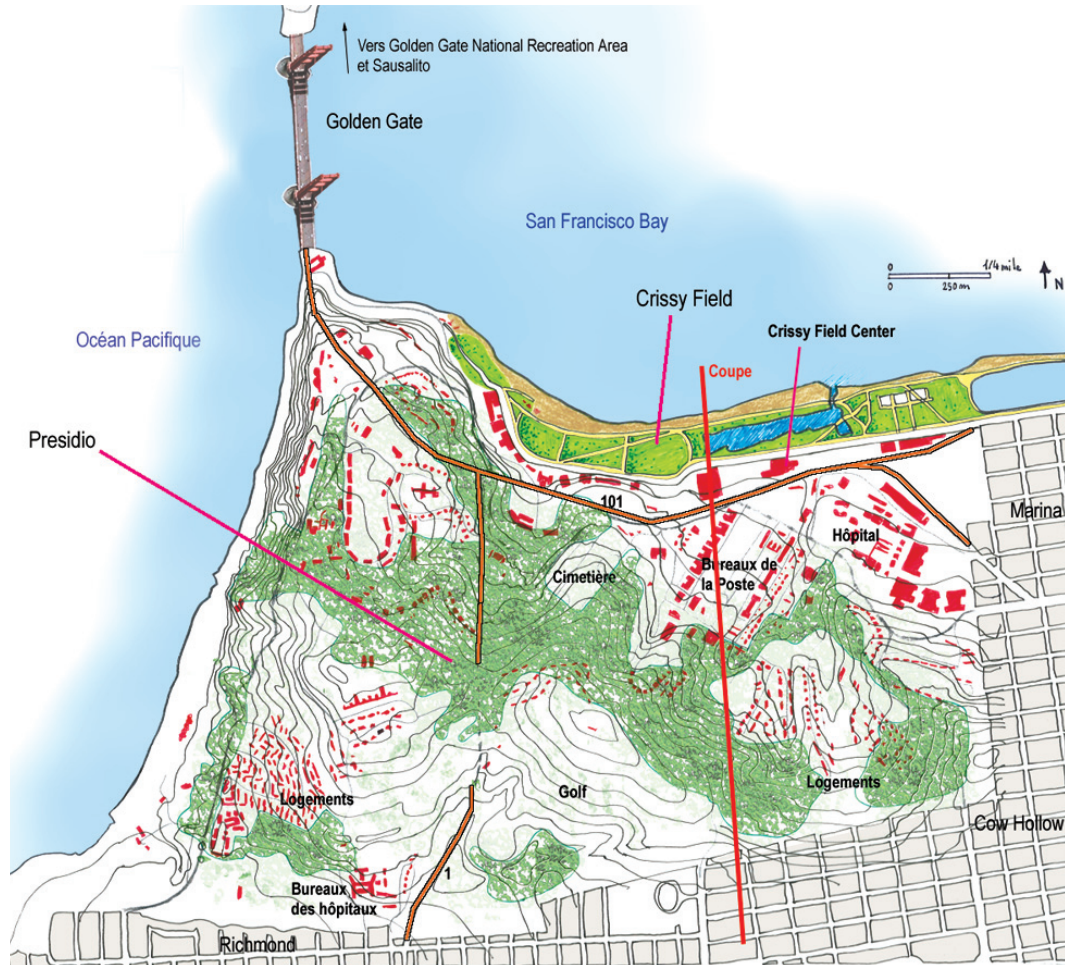 Vers Golden Gate National Recreation Area
et Sausalito
Golden Gate
San Francisco Bay
0 1/4 mile
0 250 m
N
Crissy Field
Crissy Field Center
Océan Pacifique
Coupe
Presidio
101
Marina
Hôpital
Cimetière
Bureaux de
la Poste
Logements
Golf
Logements
Cow Hollow
1
Bureaux
des hôpitaux
Richmond